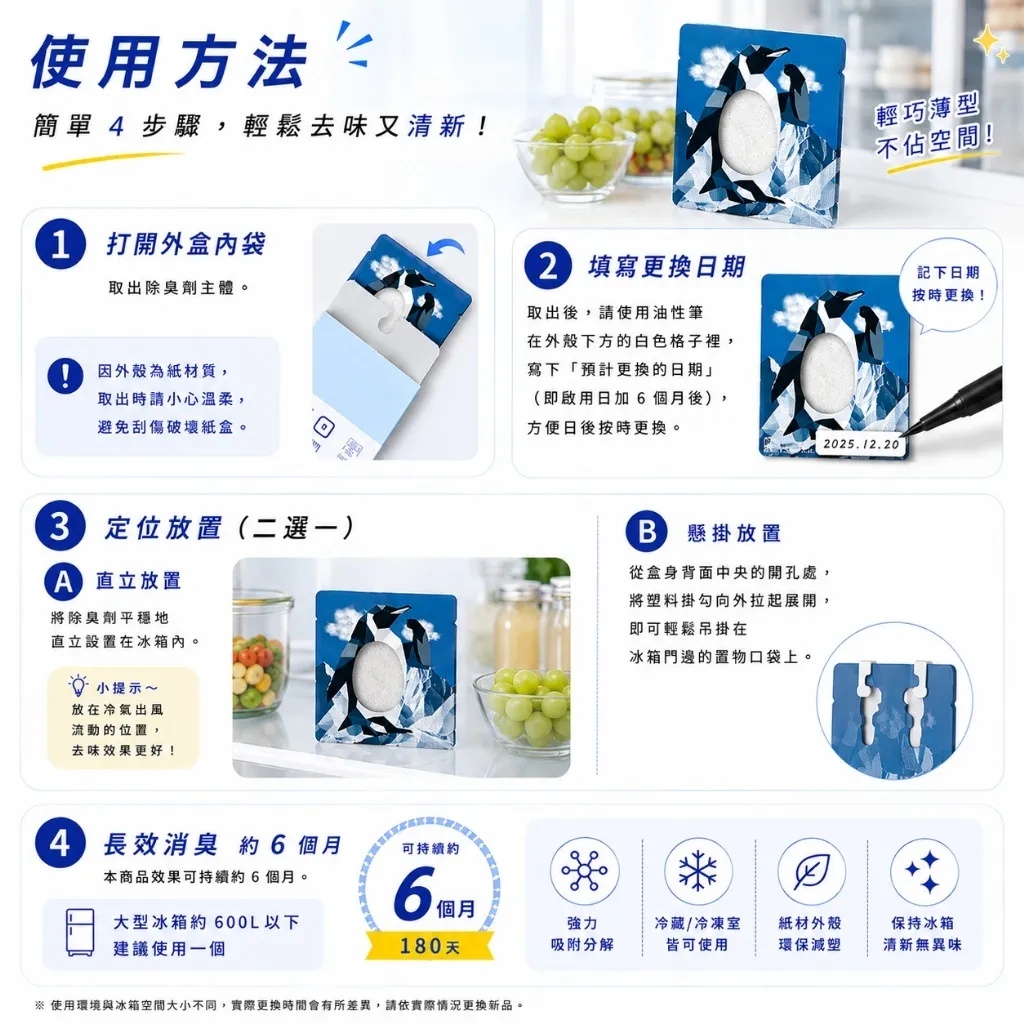 使用方法
簡單 4 步驟，輕鬆去味又清新！
輕巧薄型
不佔空間！
1 打開外盒內袋
取出除臭劑主體。
! 因外殼為紙材質，
取出時請小心溫柔，
避免刮傷破壞紙盒。
2 填寫更換日期
取出後，請使用油性筆
在外殼下方的白色格子裡，
寫下「預計更換的日期」
（即啟用日加 6 個月後），
方便日後按時更換。
記下日期
按時更換！
2025.12.20
3 定位放置（二選一）
A 直立放置
將除臭劑平穩地
直立設置在冰箱內。
小提示～
放在冷氣出風
流動的位置，
去味效果更好！
B 懸掛放置
從盒身背面中央的開孔處，
將塑料掛勾向外拉起展開，
即可輕鬆吊掛在
冰箱門邊的置物口袋上。
4 長效消臭 約 6 個月
本商品效果可持續約 6 個月。
大型冰箱約 600L 以下
建議使用一個
可持續約
6個月
180天
強力
吸附分解
冷藏/冷凍室
皆可使用
紙材外殼
環保減塑
保持冰箱
清新無異味
※ 使用環境與冰箱空間大小不同，實際更換時間會有所差異，請依實際情況更換新品。